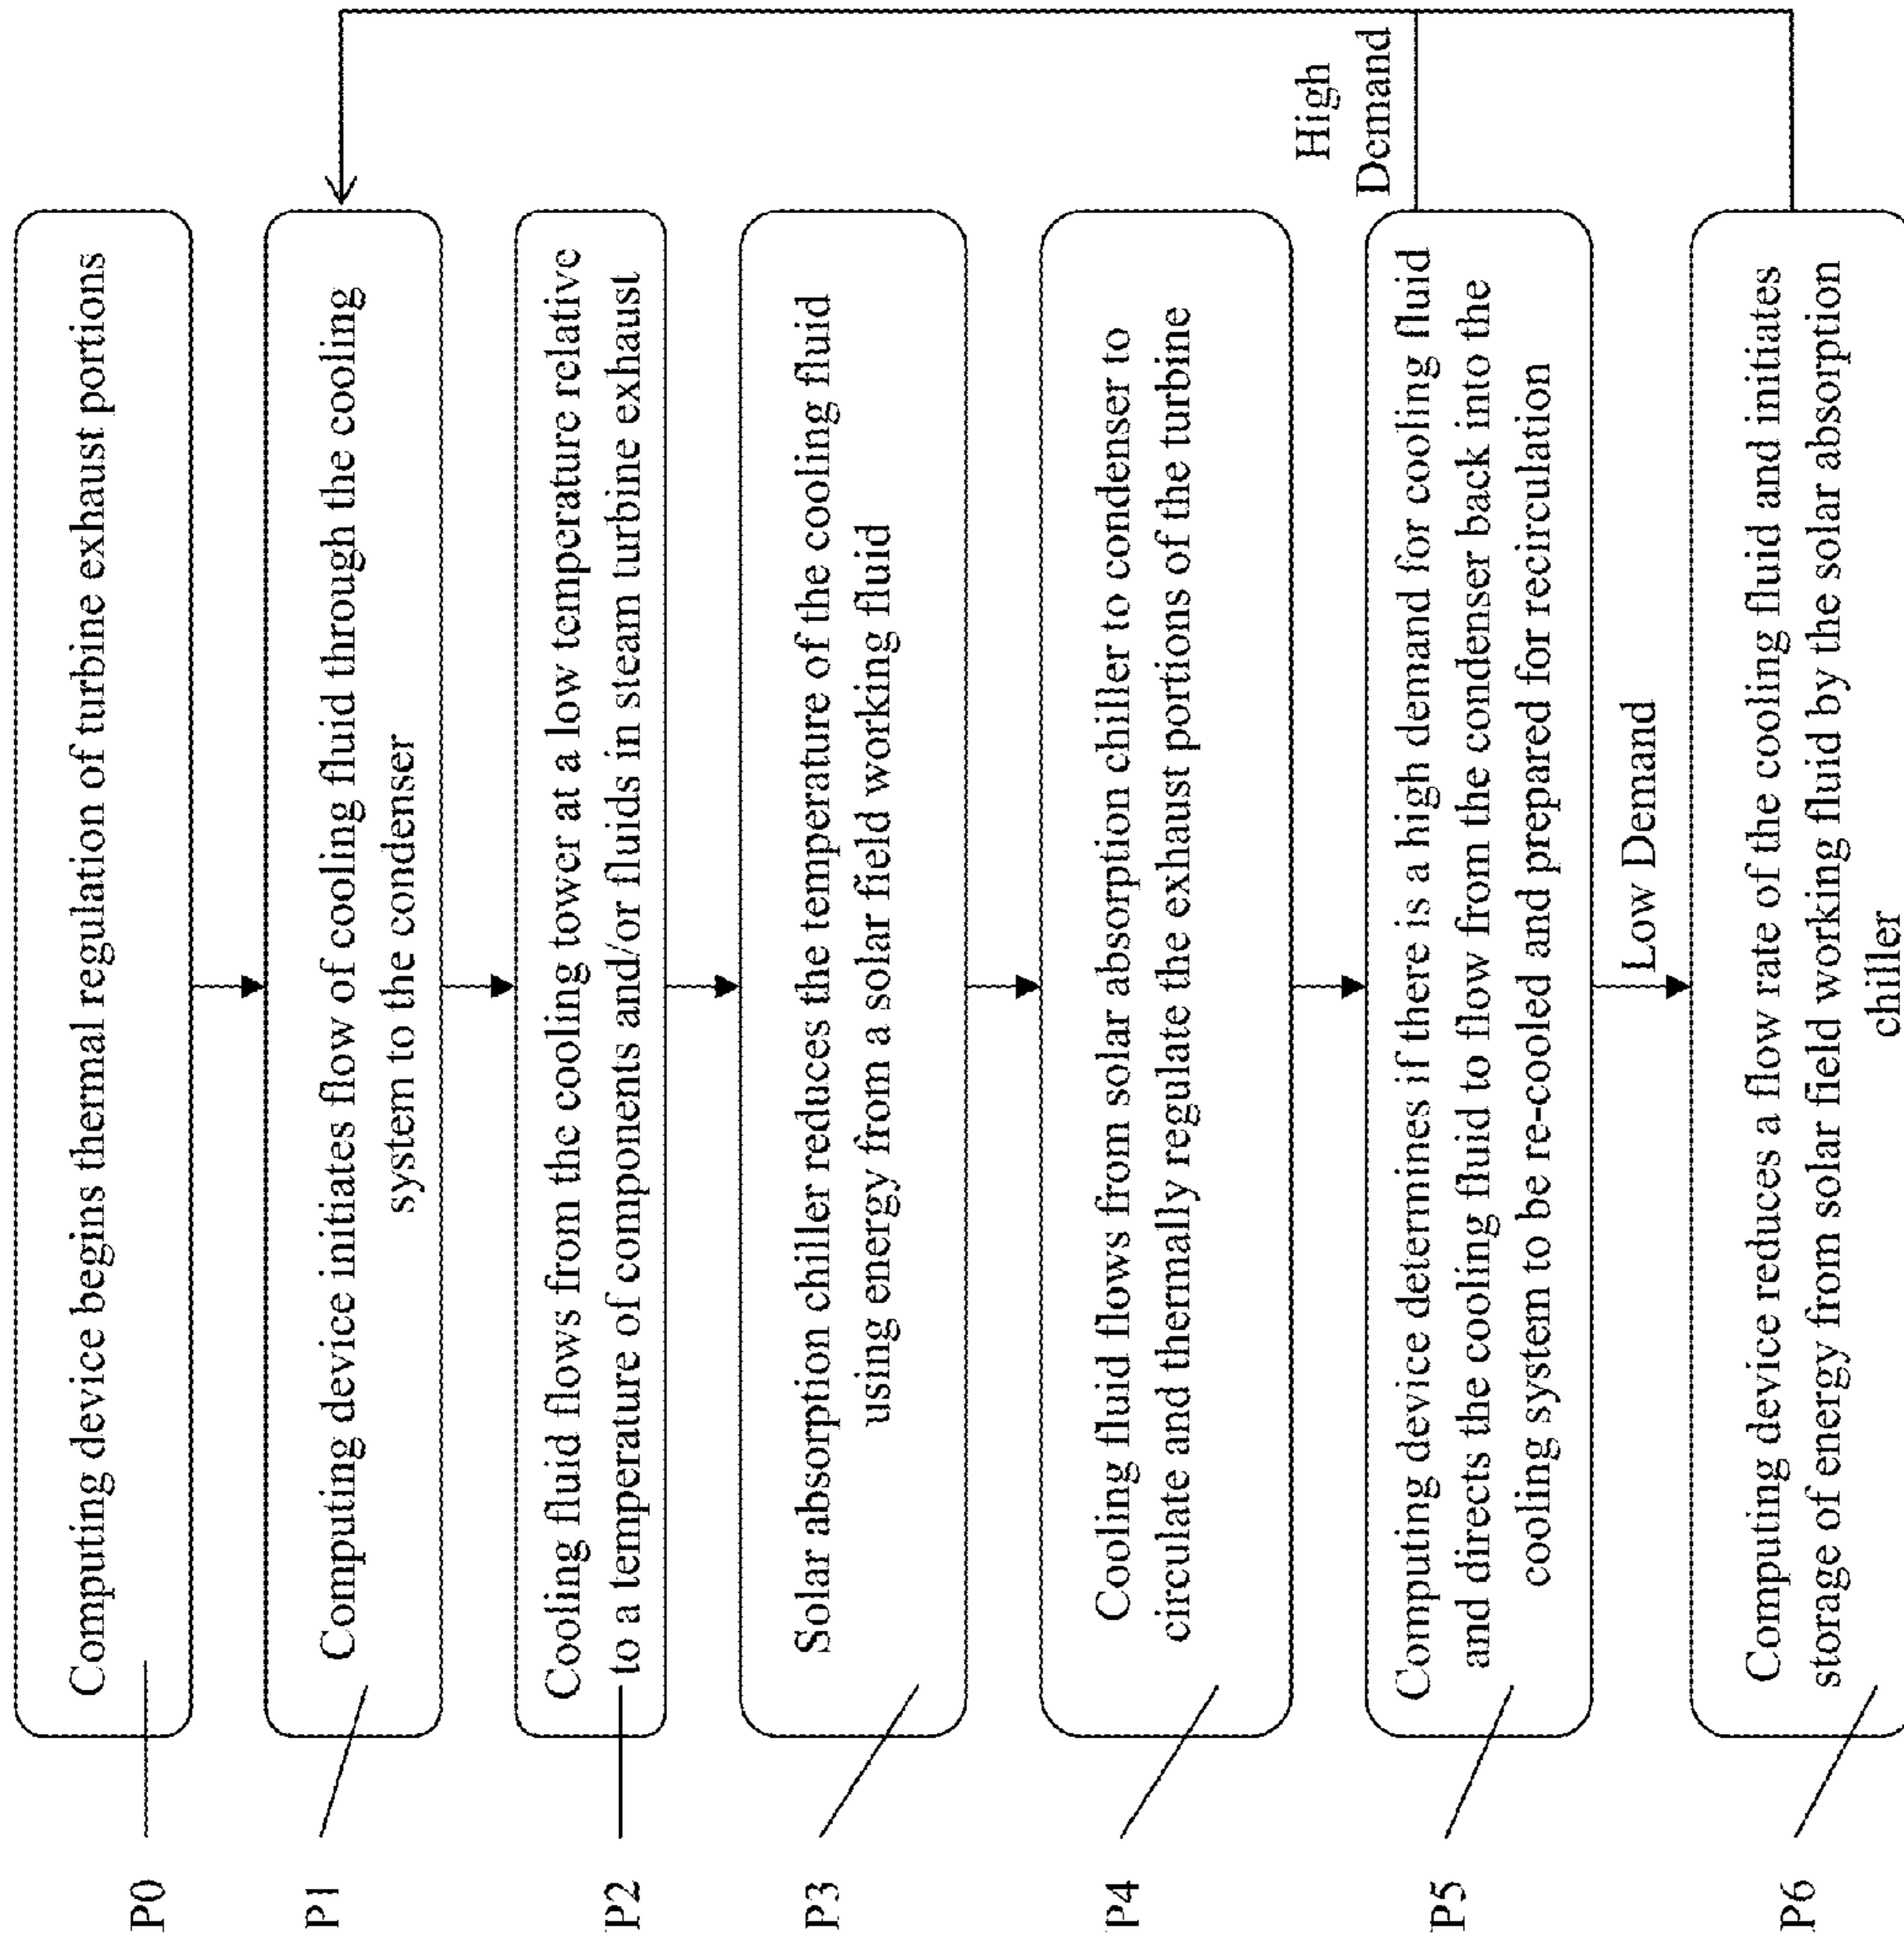 P0
Computing device begins thermal regulation of turbine exhaust portions
P1
Computing device initiates flow of cooling fluid through the cooling
system to the condenser
P2
Cooling fluid flows from the cooling tower at a low temperature relative
to a temperature of components and/or fluids in steam turbine exhaust
P3
Solar absorption chiller reduces the temperature of the cooling fluid
using energy from a solar field working fluid
P4
Cooling fluid flows from solar absorption chiller to condenser to
circulate and thermally regulate the exhaust portions of the turbine
P5
Computing device determines if there is a high demand for cooling fluid
and directs the cooling fluid to flow from the condenser back into the
cooling system to be re-cooled and prepared for recirculation
High
Demand
Low Demand
P6
Computing device reduces a flow rate of the cooling fluid and initiates
storage of energy from solar field working fluid by the solar absorption
chiller